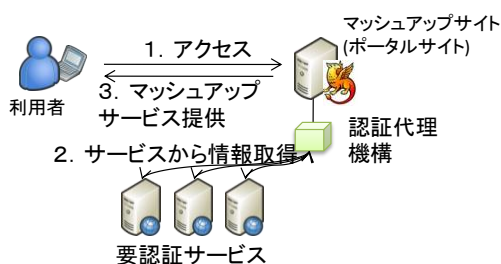 マッシュアップサイト
(ポータルサイト)
1．アクセス
3．マッシュアップ
サービス提供
利用者
認証代理
機構
2．サービスから情報取得
要認証サービス